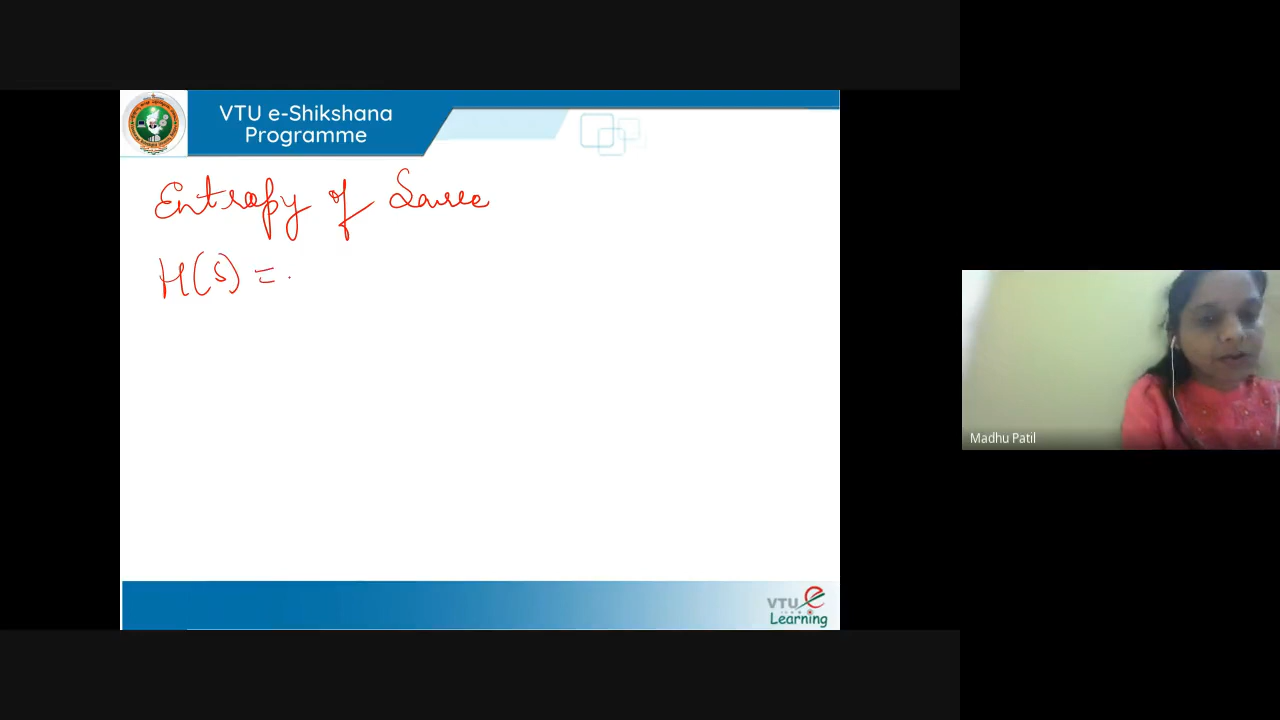 VTU e-Shikshana
Programme
Entropy of Source
H(S) =
Madhu Patil
VTU e
Learning